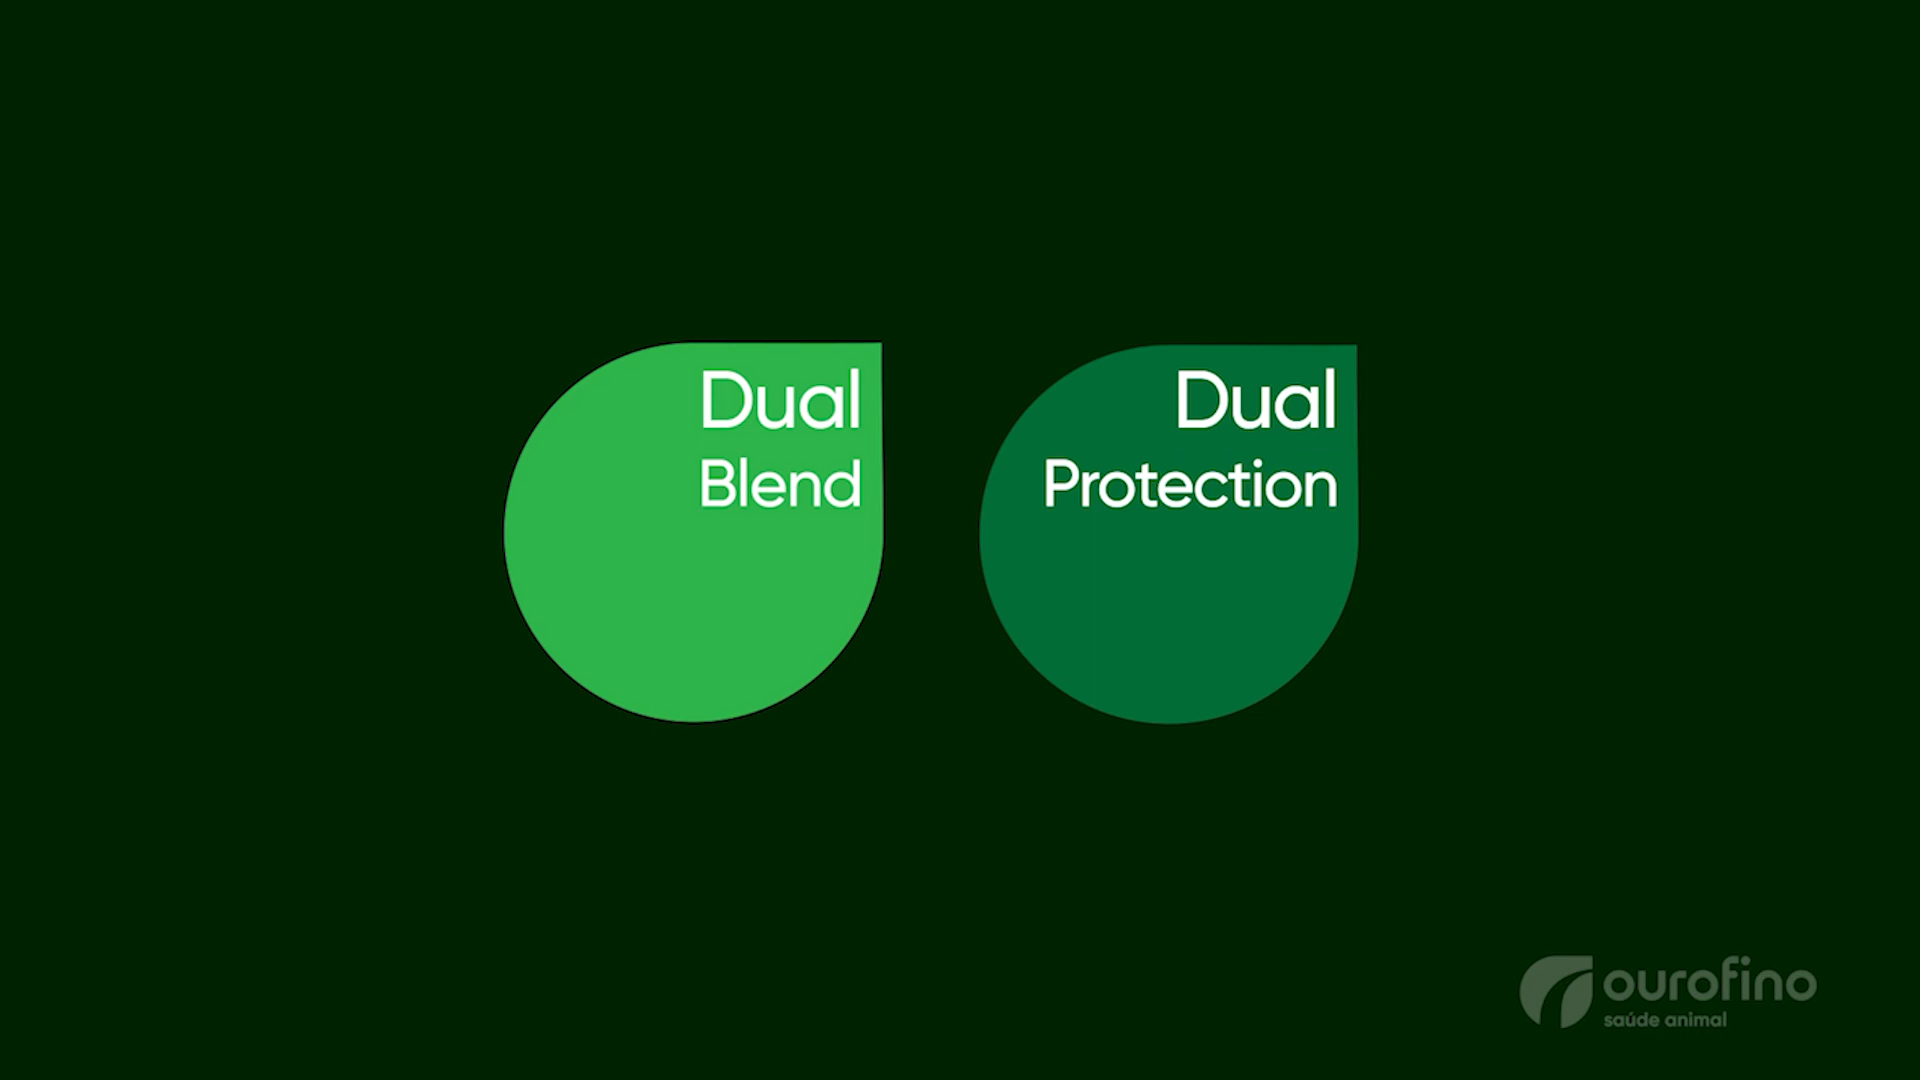 Dual
Blend
Dual
Protection
ourofino
saúde animal